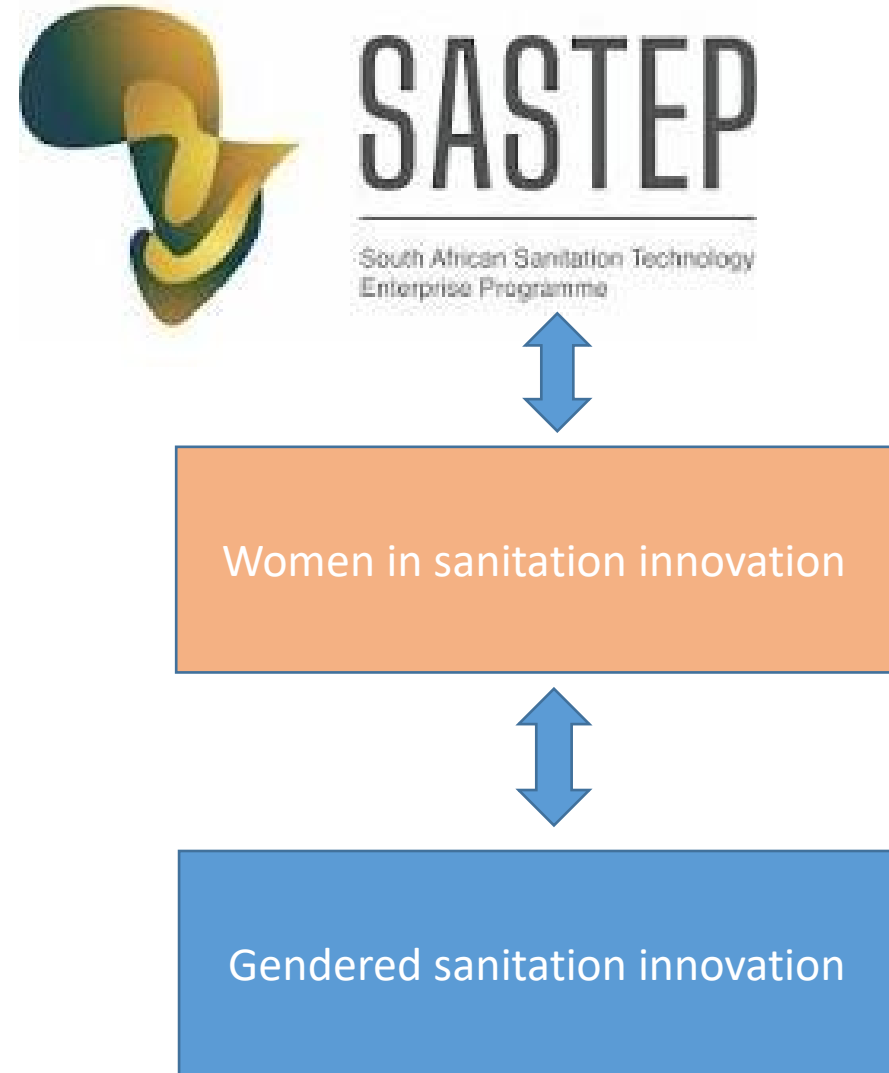 SASTEP
South African Sanitation Technology
Enterprise Programme
Women in sanitation innovation
Gendered sanitation innovation